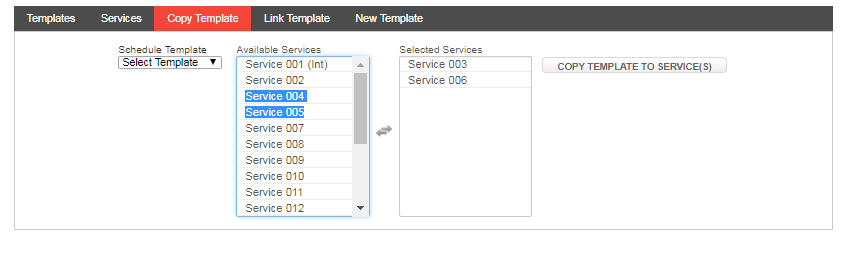 Templates Services Copy Template Link Template New Template
Schedule Template
Select Template
Available Services
Service 001 (Int)
Service 002
Service 004
Service 005
Service 007
Service 008
Service 009
Service 010
Service 011
Service 012
Selected Services
Service 003
Service 006
COPY TEMPLATE TO SERVICE(S)